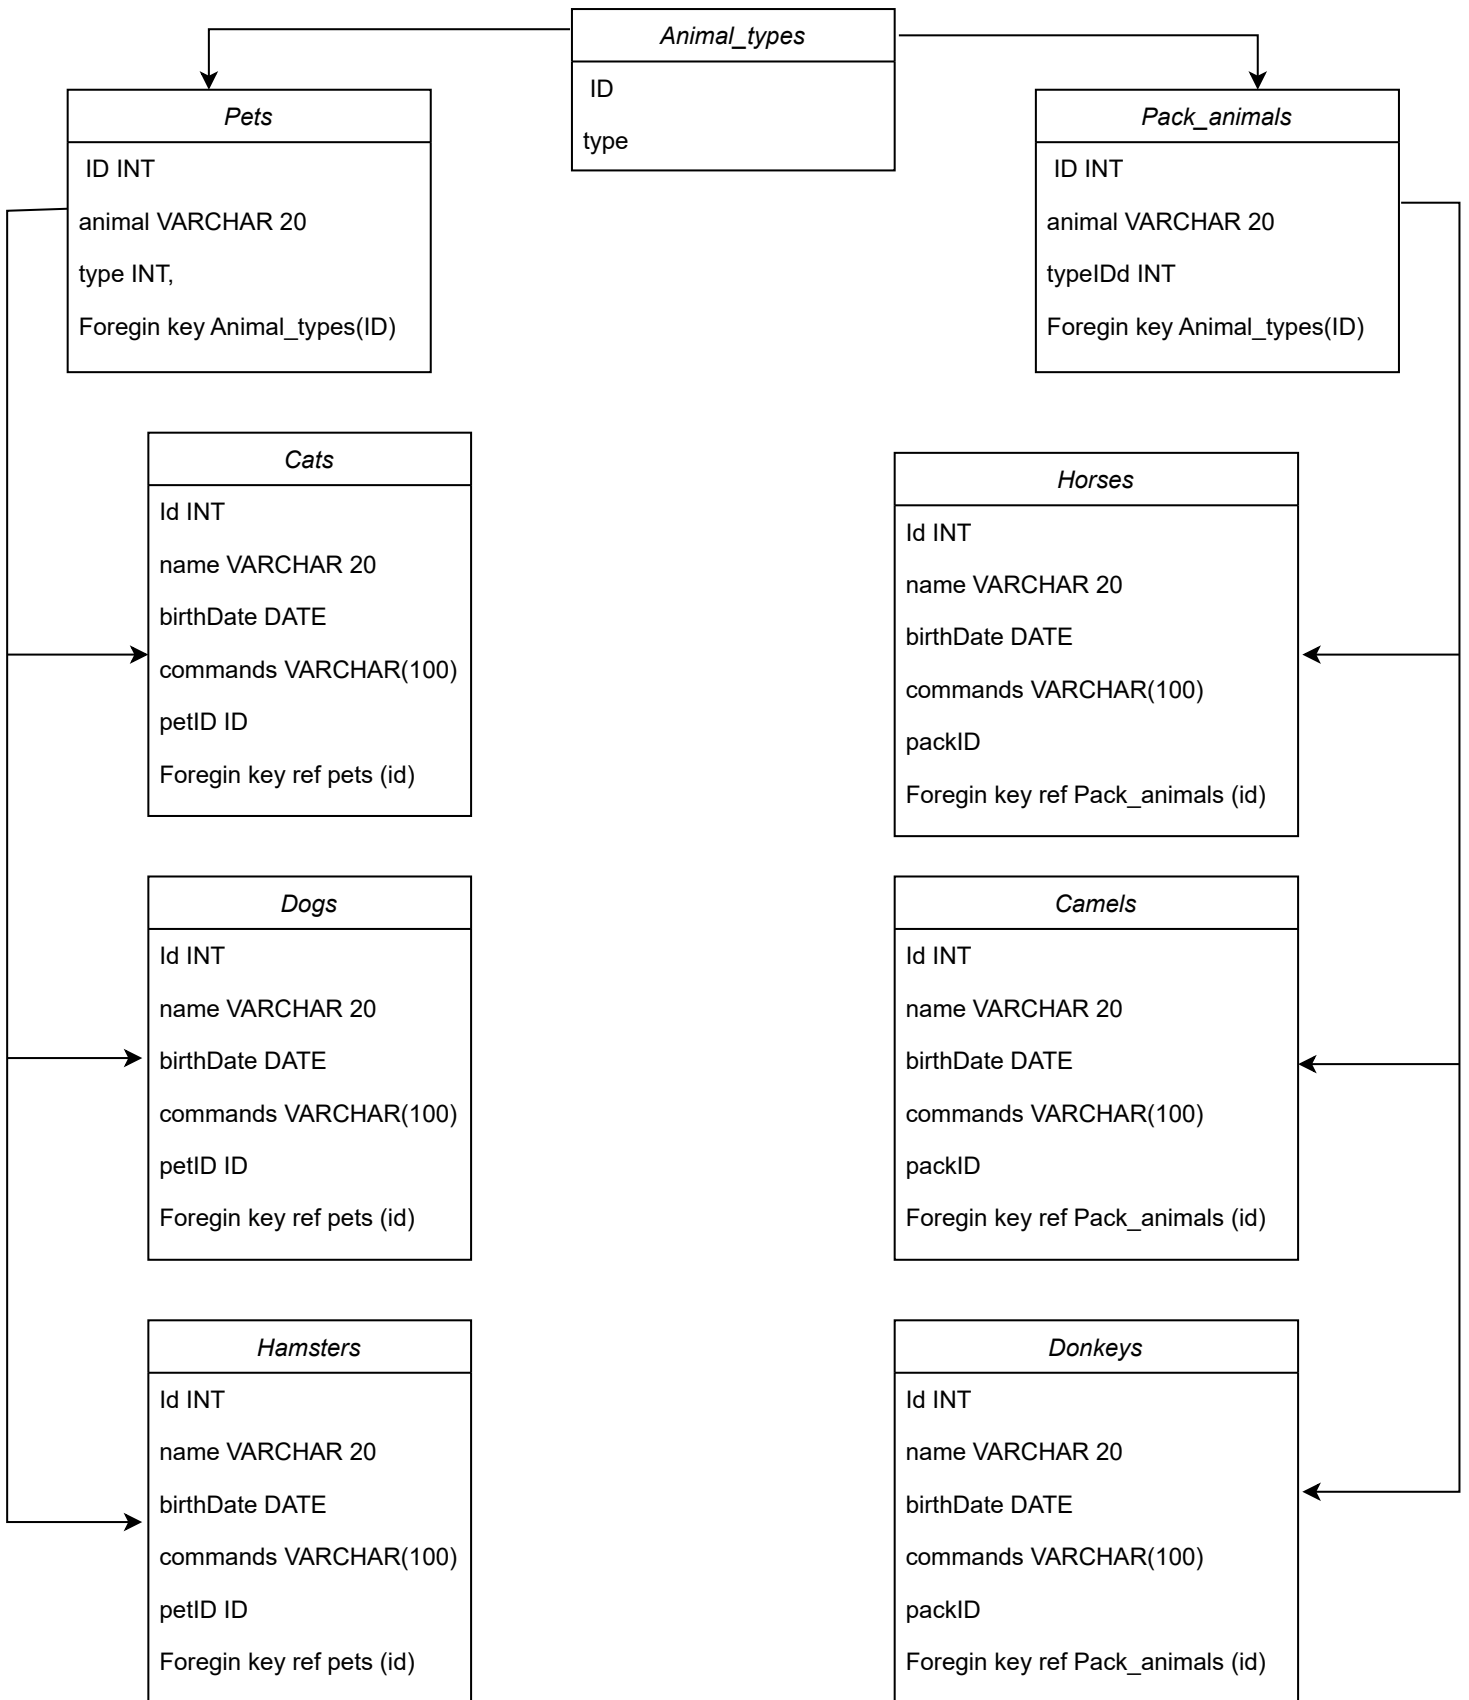 Animal_types
ID
type
Pets
ID INT
animal VARCHAR 20
type INT,
Foregin key Animal_types(ID)
Pack_animals
ID INT
animal VARCHAR 20
typeIDd INT
Foregin key Animal_types(ID)
Cats
Id INT
name VARCHAR 20
birthDate DATE
commands VARCHAR(100)
petID ID
Foregin key ref pets (id)
Horses
Id INT
name VARCHAR 20
birthDate DATE
commands VARCHAR(100)
packID
Foregin key ref Pack_animals (id)
Dogs
Id INT
name VARCHAR 20
birthDate DATE
commands VARCHAR(100)
petID ID
Foregin key ref pets (id)
Camels
Id INT
name VARCHAR 20
birthDate DATE
commands VARCHAR(100)
packID
Foregin key ref Pack_animals (id)
Hamsters
Id INT
name VARCHAR 20
birthDate DATE
commands VARCHAR(100)
petID ID
Foregin key ref pets (id)
Donkeys
Id INT
name VARCHAR 20
birthDate DATE
commands VARCHAR(100)
packID
Foregin key ref Pack_animals (id)